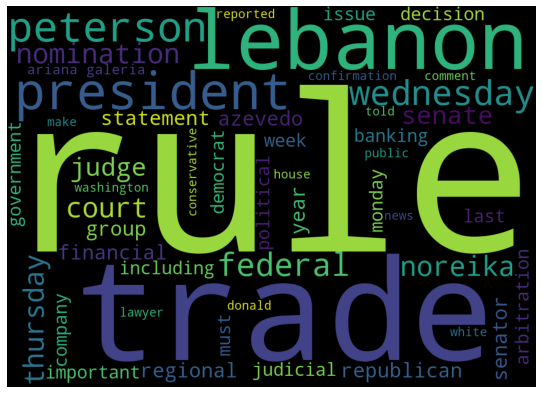 reported
issue
decision
peterson
lebanon
nomination
ariana galeria
confirmation
comment
president
wednesday
make
statement
azevedo
told
senate
government
week
banking
public
rule
judge
conservative
democrat
political
house
year
monday
washington
court
news
last
group
financial
including
federal
noreika
thursday
company
trade
arbitration
lawyer
donald
must
white
senator
important
regional
judicial
republican